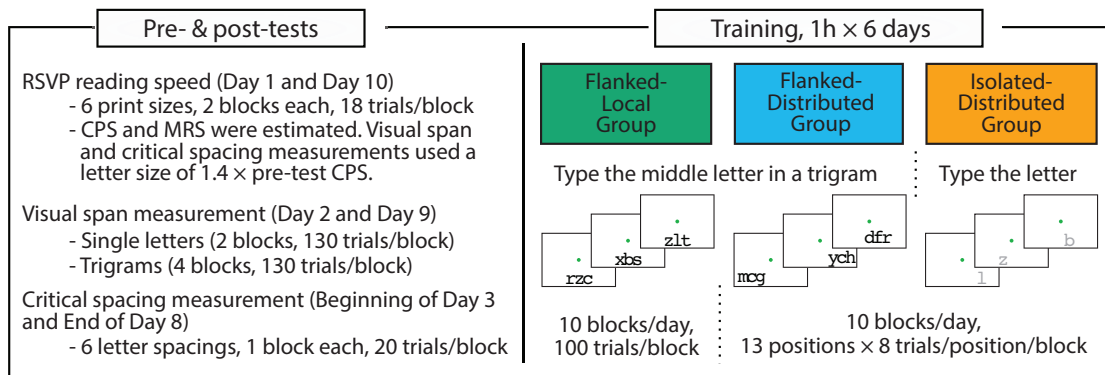 Pre- & post-tests
RSVP reading speed (Day 1 and Day 10)
- 6 print sizes, 2 blocks each, 18 trials/block
- CPS and MRS were estimated. Visual span
and critical spacing measurements used a
letter size of 1.4 × pre-test CPS.
Visual span measurement (Day 2 and Day 9)
- Single letters (2 blocks, 130 trials/block)
- Trigrams (4 blocks, 130 trials/block)
Critical spacing measurement (Beginning of Day 3
and End of Day 8)
- 6 letter spacings, 1 block each, 20 trials/block
Training, 1h × 6 days
Flanked-
Local
Group
Flanked-
Distributed
Group
Isolated-
Distributed
Group
Type the middle letter in a trigram
Type the letter
zlt
xbs
rzc
dfr
ych
mcg
b
z
l
10 blocks/day,
100 trials/block
10 blocks/day,
13 positions × 8 trials/position/block